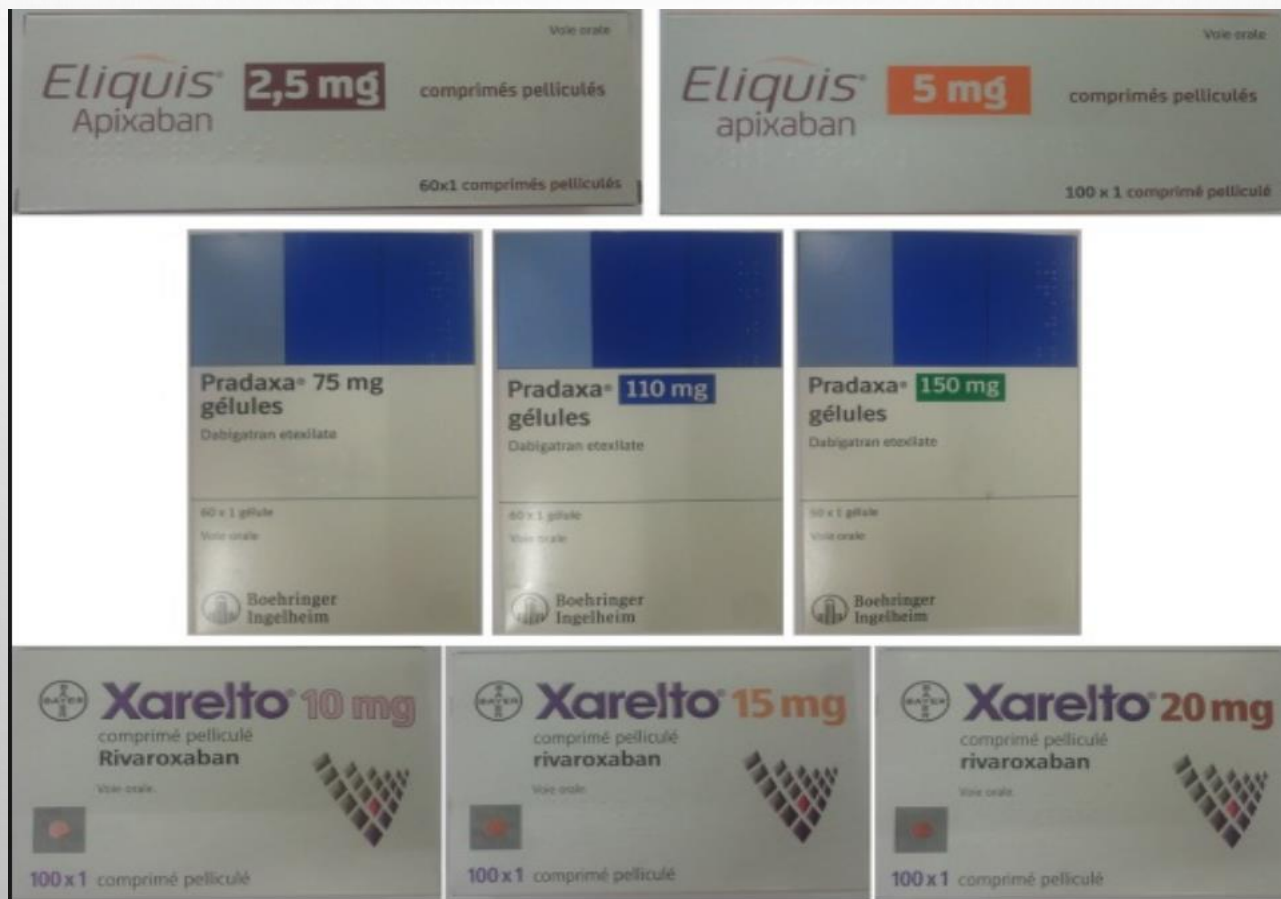 Voie orale
Eliquis® 2,5 mg comprimés pelliculés
Apixaban
60x1 comprimés pelliculés
Voie orale
Eliquis® 5 mg comprimés pelliculés
apixaban
100 x 1 comprimé pelliculé
Pradaxa® 75 mg
gélules
Dabigatran etexilate
60 x 1 gélule
Voie orale
Boehringer
Ingelheim
Pradaxa® 110 mg
gélules
Dabigatran etexilate
60 x 1 gélule
Voie orale
Boehringer
Ingelheim
Pradaxa® 150 mg
gélules
Dabigatran etexilate
x 1 gélule
Voie orale
Boehringer
Ingelheim
BAYER
Xarelto® 10 mg
comprimé pelliculé
Rivaroxaban
Voie orale.
100 x 1 comprimé pelliculé
BAYER
Xarelto® 15 mg
comprimé pelliculé
rivaroxaban
Voie orale.
100 x 1 comprimé pelliculé
BAYER
Xarelto® 20 mg
comprimé pelliculé
rivaroxaban
Voie orale.
100 x 1 comprimé pelliculé